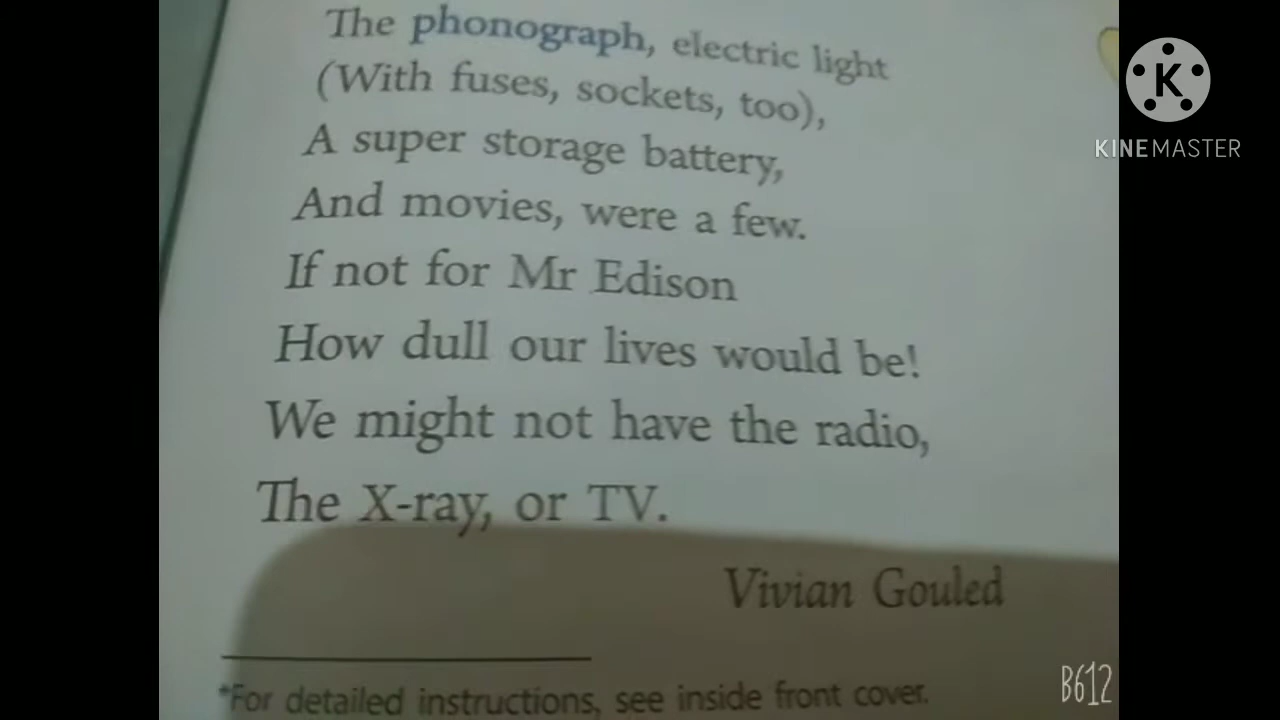 The phonograph, electric light
(With fuses, sockets, too),
A super storage battery,
And movies, were a few.
If not for Mr Edison
How dull our lives would be!
We might not have the radio,
The X-ray, or TV.
Vivian Gouled
*For detailed instructions, see inside front cover.
K
KINEMASTER
B612